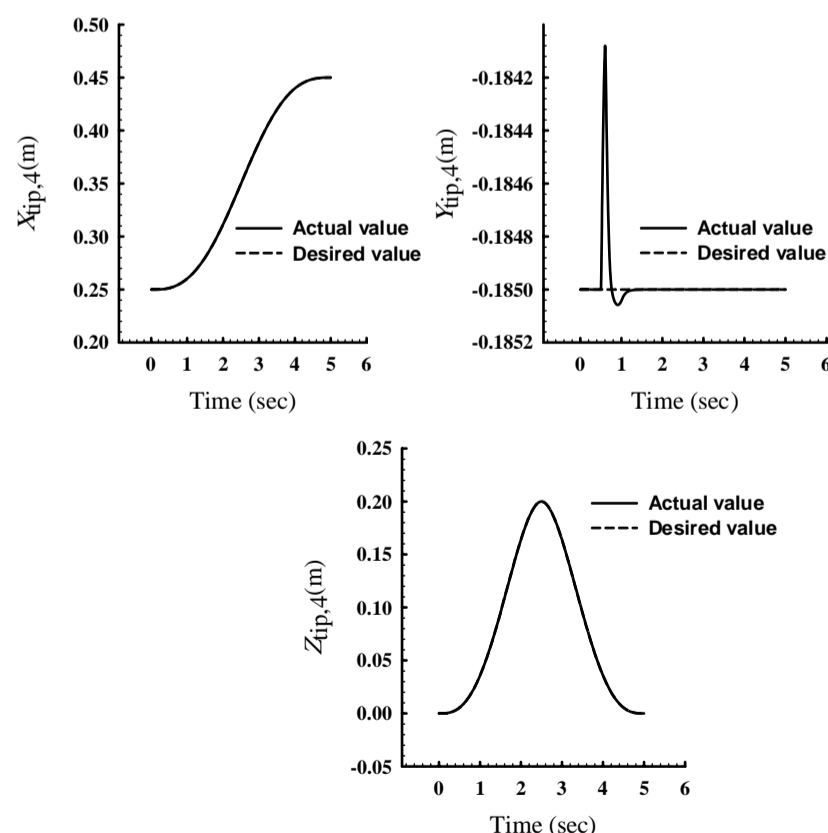 0.50
0.45
0.40
0.35
0.30
0.25
0.20
Xtip,4(m)
Actual value
Desired value
0 1 2 3 4 5 6
Time (sec)
-0.1842
-0.1844
-0.1846
-0.1848
-0.1850
-0.1852
Ytip,4(m)
Actual value
Desired value
0 1 2 3 4 5 6
Time (sec)
0.25
0.20
0.15
0.10
0.05
0.00
-0.05
Ztip,4(m)
Actual value
Desired value
0 1 2 3 4 5 6
Time (sec)